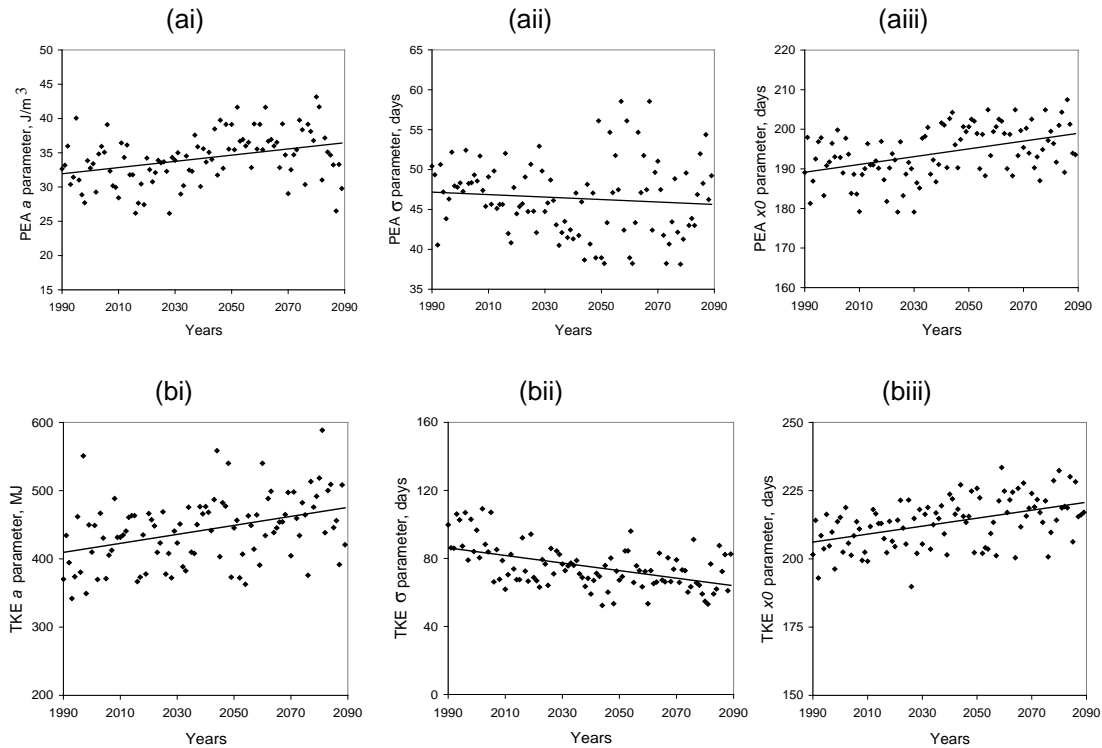 (ai)
(aii)
(aiii)
PEA a parameter, J/m 3
50
45
40
35
30
25
20
15
1990 2010 2030 2050 2070 2090
Years
PEA σ parameter, days
65
60
55
50
45
40
35
1990 2010 2030 2050 2070 2090
Years
PEA x0 parameter, days
220
210
200
190
180
170
160
1990 2010 2030 2050 2070 2090
Years
(bi)
(bii)
(biii)
TKE a parameter, MJ
600
500
400
300
200
1990 2010 2030 2050 2070 2090
Years
TKE σ parameter, days
160
120
80
40
0
1990 2010 2030 2050 2070 2090
Years
TKE x0 parameter, days
250
225
200
175
150
1990 2010 2030 2050 2070 2090
Years